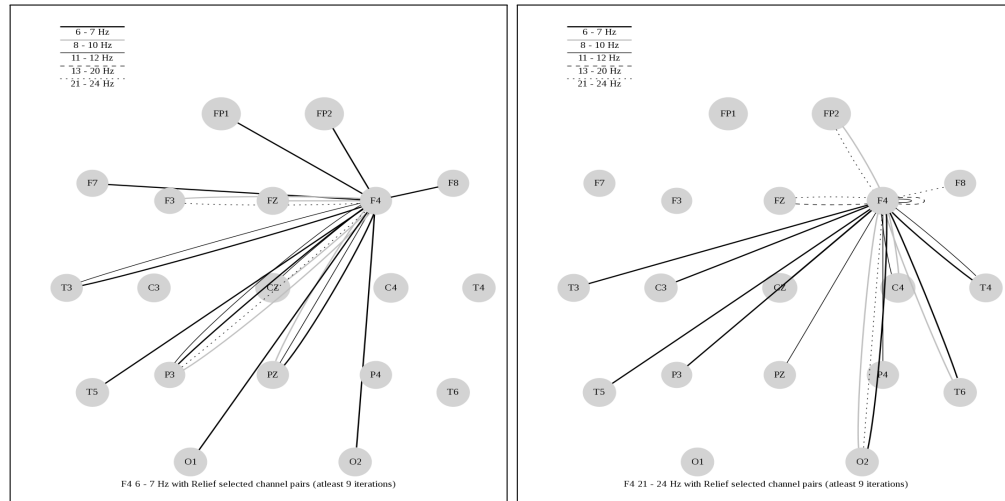 6 - 7 Hz
8 - 10 Hz
11 - 12 Hz
13 - 20 Hz
21 - 24 Hz
FP1
FP2
F7
F8
F3
FZ
F4
T3
C3
CZ
C4
T4
P3
PZ
P4
T5
T6
O1
O2
F4 6 - 7 Hz with Relief selected channel pairs (atleast 9 iterations)
6 - 7 Hz
8 - 10 Hz
11 - 12 Hz
13 - 20 Hz
21 - 24 Hz
FP1
FP2
F7
F8
F3
FZ
F4
T3
C3
CZ
C4
T4
P3
PZ
P4
T5
T6
O1
O2
F4 21 - 24 Hz with Relief selected channel pairs (atleast 9 iterations)